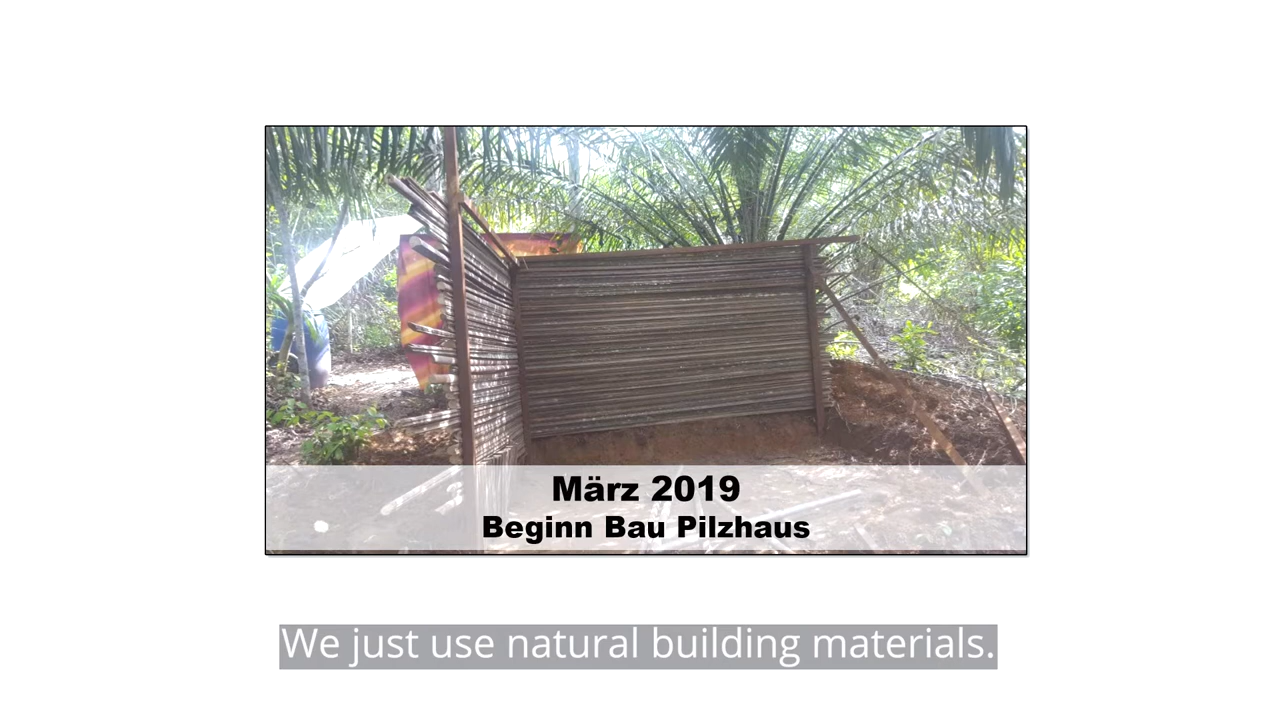 März 2019
Beginn Bau Pilzhaus
We just use natural building materials.